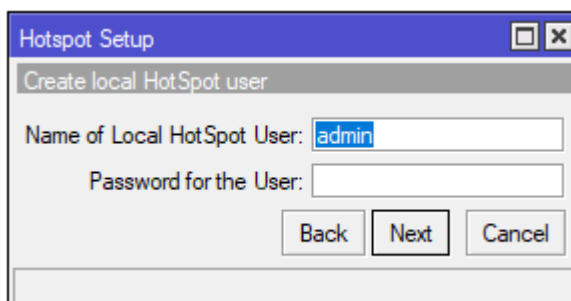 Hotspot Setup
Create local HotSpot user
Name of Local HotSpot User: admin
Password for the User:
Back Next Cancel